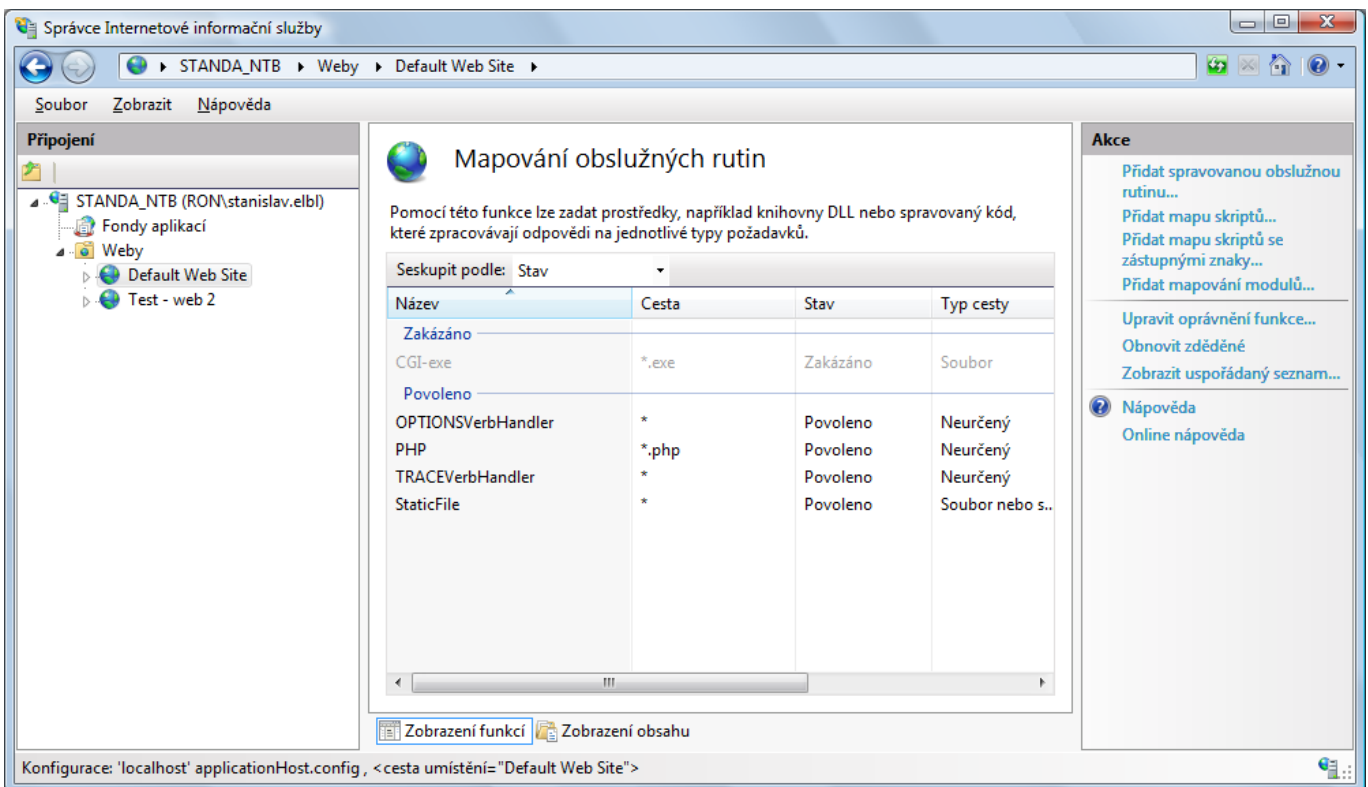 Správce Internetové informační služby
STANDA_NTB
Weby
Default Web Site
Soubor Zobrazit Nápověda
Připojení
STANDA_NTB (RON\stanislav.elbl)
Fondy aplikací
Weby
Default Web Site
Test - web 2
Mapování obslužných rutin
Pomocí této funkce lze zadat prostředky, například knihovny DLL nebo spravovaný kód,
které zpracovávají odpovědi na jednotlivé typy požadavků.
Seskupit podle: Stav
Název Cesta Stav Typ cesty
Zakázáno
CGI-exe *.exe Zakázáno Soubor
Povoleno
OPTIONSVerbHandler * Povoleno Neurčený
PHP *.php Povoleno Neurčený
TRACEVerbHandler * Povoleno Neurčený
StaticFile * Povoleno Soubor nebo s..
Zobrazení funkcí Zobrazení obsahu
Akce
Přidat spravovanou obslužnou
rutinu...
Přidat mapu skriptů...
Přidat mapu skriptů se
zástupnými znaky...
Přidat mapování modulů...
Upravit oprávnění funkce...
Obnovit zděděné
Zobrazit uspořádaný seznam...
Nápověda
Online nápověda
Konfigurace: 'localhost' applicationHost.config , <cesta umístění="Default Web Site">